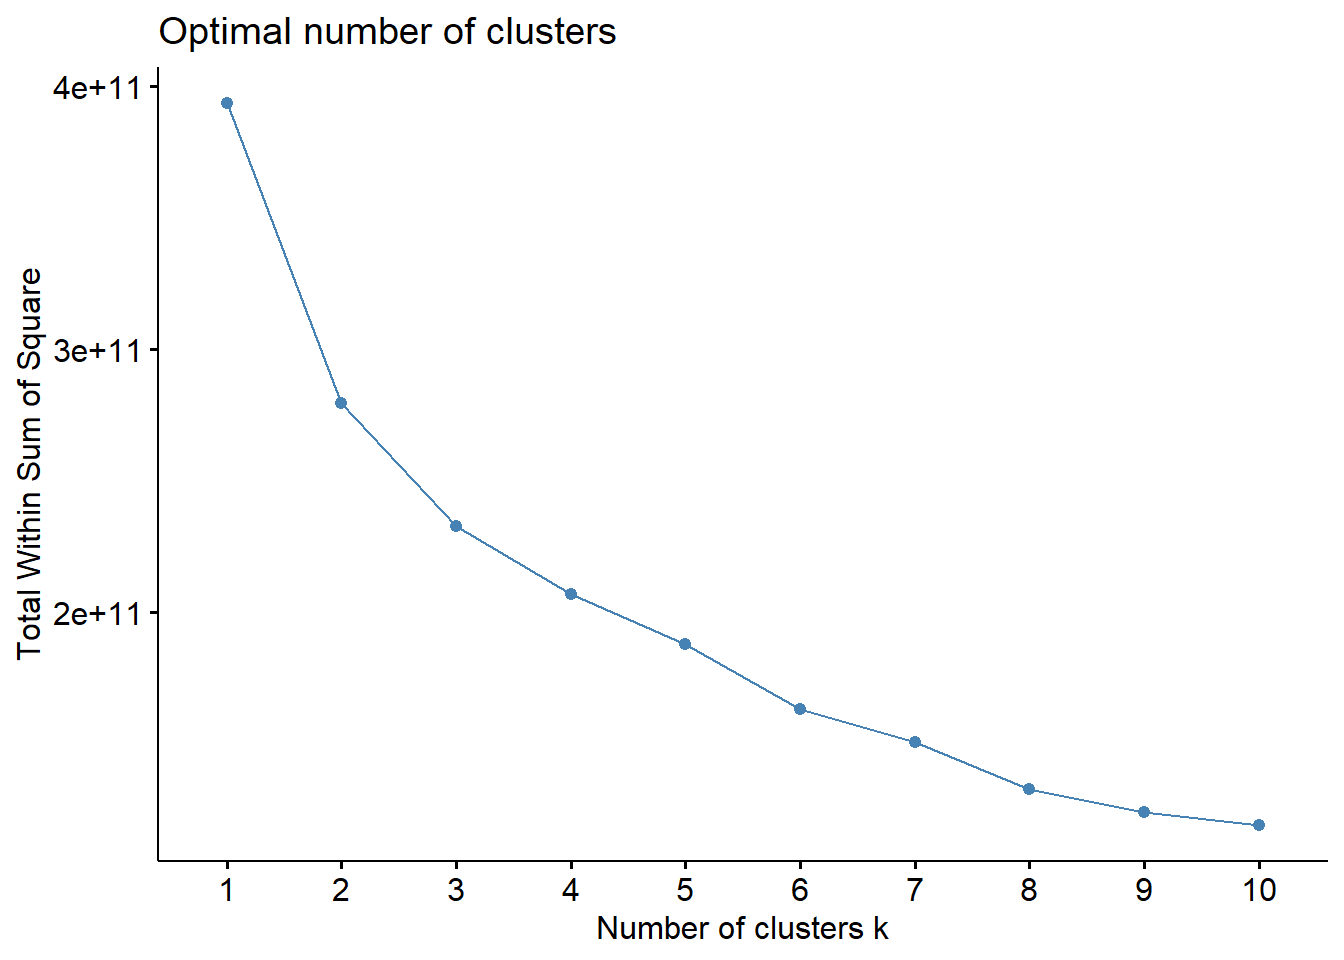 Optimal number of clusters
4e+11
3e+11
2e+11
Total Within Sum of Square
1 2 3 4 5 6 7 8 9 10
Number of clusters k